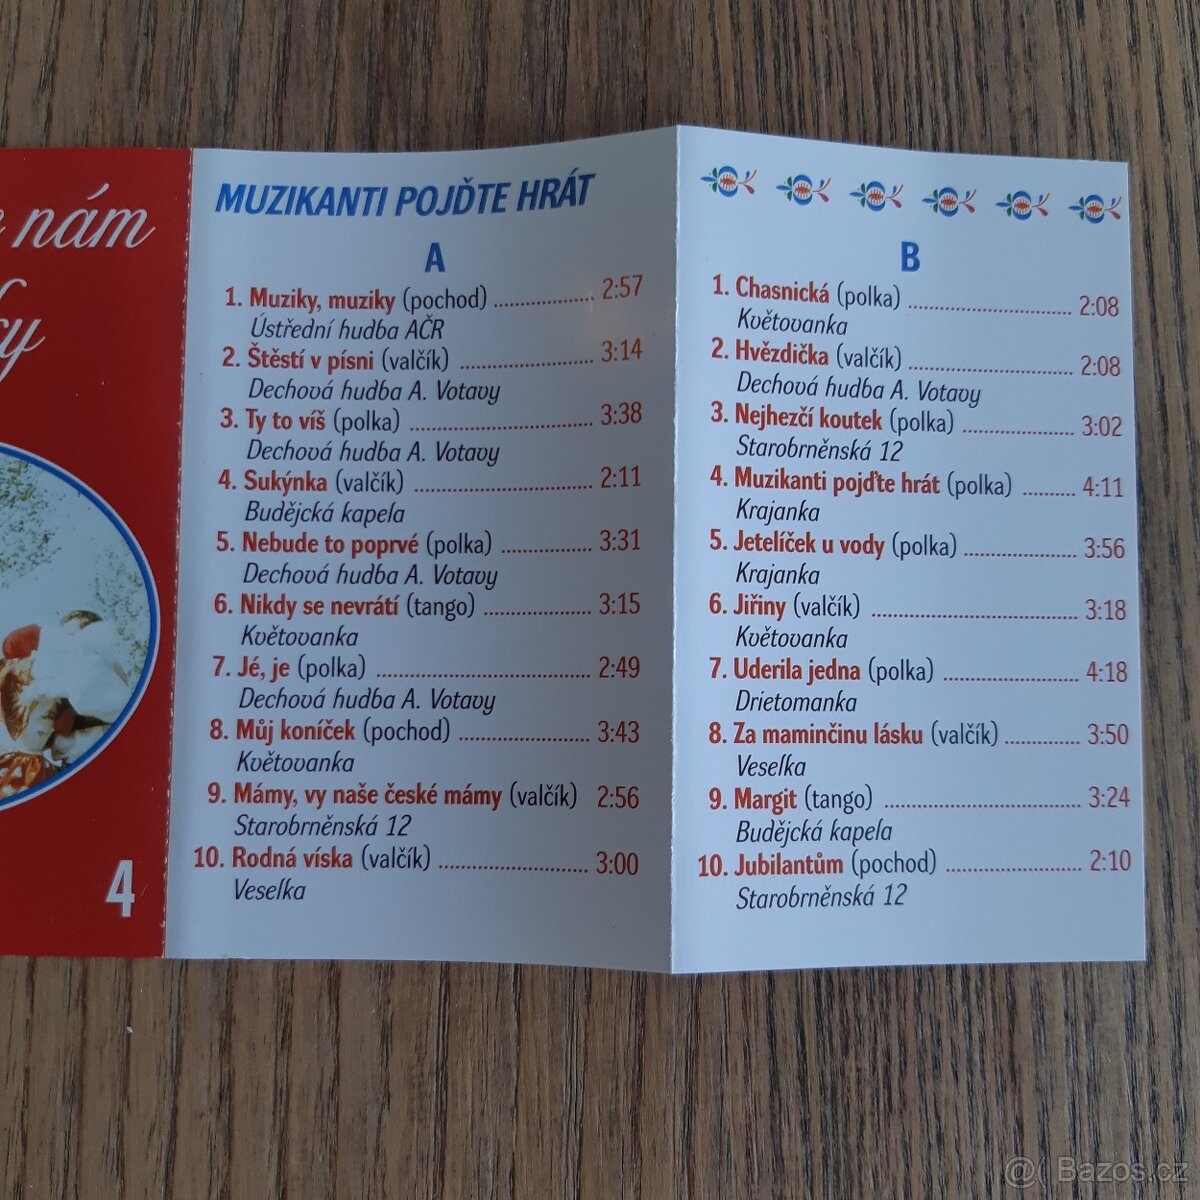 nám
ky
4
MUZIKANTI POJĎTE HRÁT
A
1. Muziky, muziky (pochod) ................ 2:57
Ústřední hudba AČR
2. Štěstí v písni (valčík) ...................... 3:14
Dechová hudba A. Votavy
3. Ty to víš (polka) .............................. 3:38
Dechová hudba A. Votavy
4. Sukýnka (valčík) ............................. 2:11
Budějcká kapela
5. Nebude to poprvé (polka) .............. 3:31
Dechová hudba A. Votavy
6. Nikdy se nevrátí (tango) ................. 3:15
Květovanka
7. Jé, je (polka) .................................. 2:49
Dechová hudba A. Votavy
8. Můj koníček (pochod) ..................... 3:43
Květovanka
9. Mámy, vy naše české mámy (valčík) 2:56
Starobrněnská 12
10. Rodná víska (valčík) ....................... 3:00
Veselka
B
1. Chasnická (polka) .......................... 2:08
Květovanka
2. Hvězdička (valčík) .......................... 2:08
Dechová hudba A. Votavy
3. Nejhezčí koutek (polka) .................. 3:02
Starobrněnská 12
4. Muzikanti pojďte hrát (polka) ......... 4:11
Krajanka
5. Jetelíček u vody (polka) .................. 3:56
Krajanka
6. Jiřiny (valčík) ................................. 3:18
Květovanka
7. Uderila jedna (polka) ...................... 4:18
Drietomanka
8. Za maminčinu lásku (valčík) ............ 3:50
Veselka
9. Margit (tango) ................................ 3:24
Budějcká kapela
10. Jubilantům (pochod) ...................... 2:10
Starobrněnská 12
@( Bazos.cz